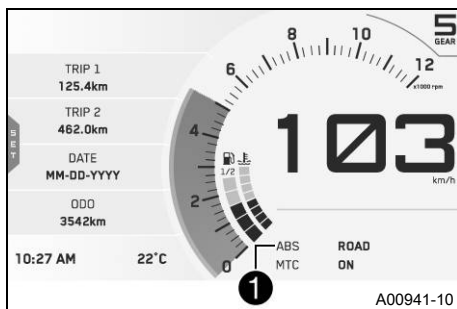 5
GEAR
0
2
4
6
8
10
12
x1000 rpm
TRIP 1
125.4km
TRIP 2
462.0km
SET
DATE
MM-DD-YYYY
ODO
3542km
1/2
103
km/h
10:27 AM 22°C
ABS ROAD
MTC ON
1
A00941-10